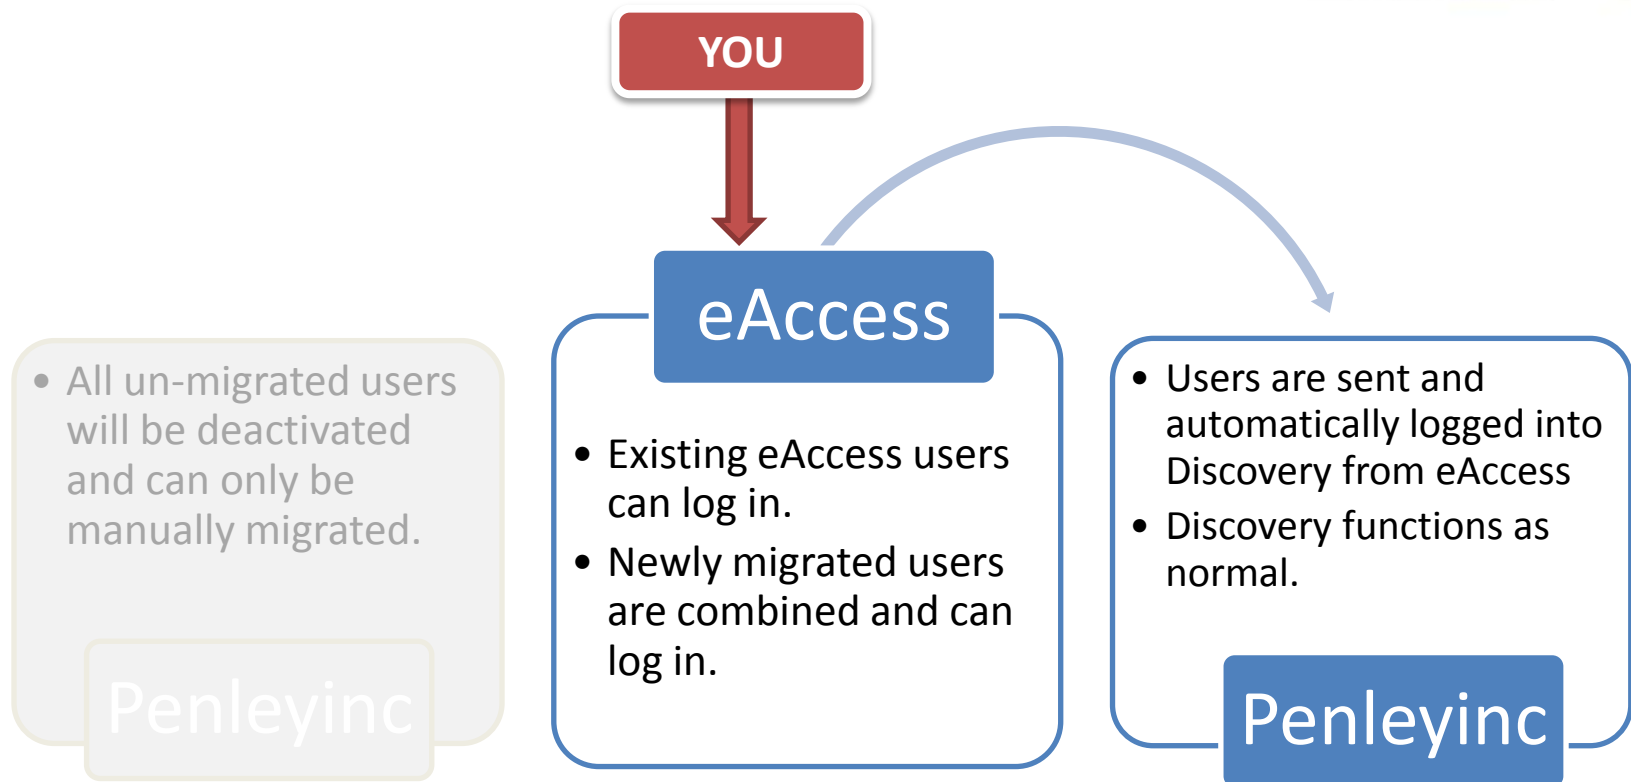 YOU
• All un-migrated users
will be deactivated
and can only be
manually migrated.
Penleyinc
eAccess
• Existing eAccess users
can log in.
• Newly migrated users
are combined and can
log in.
• Users are sent and
automatically logged into
Discovery from eAccess
• Discovery functions as
normal.
Penleyinc